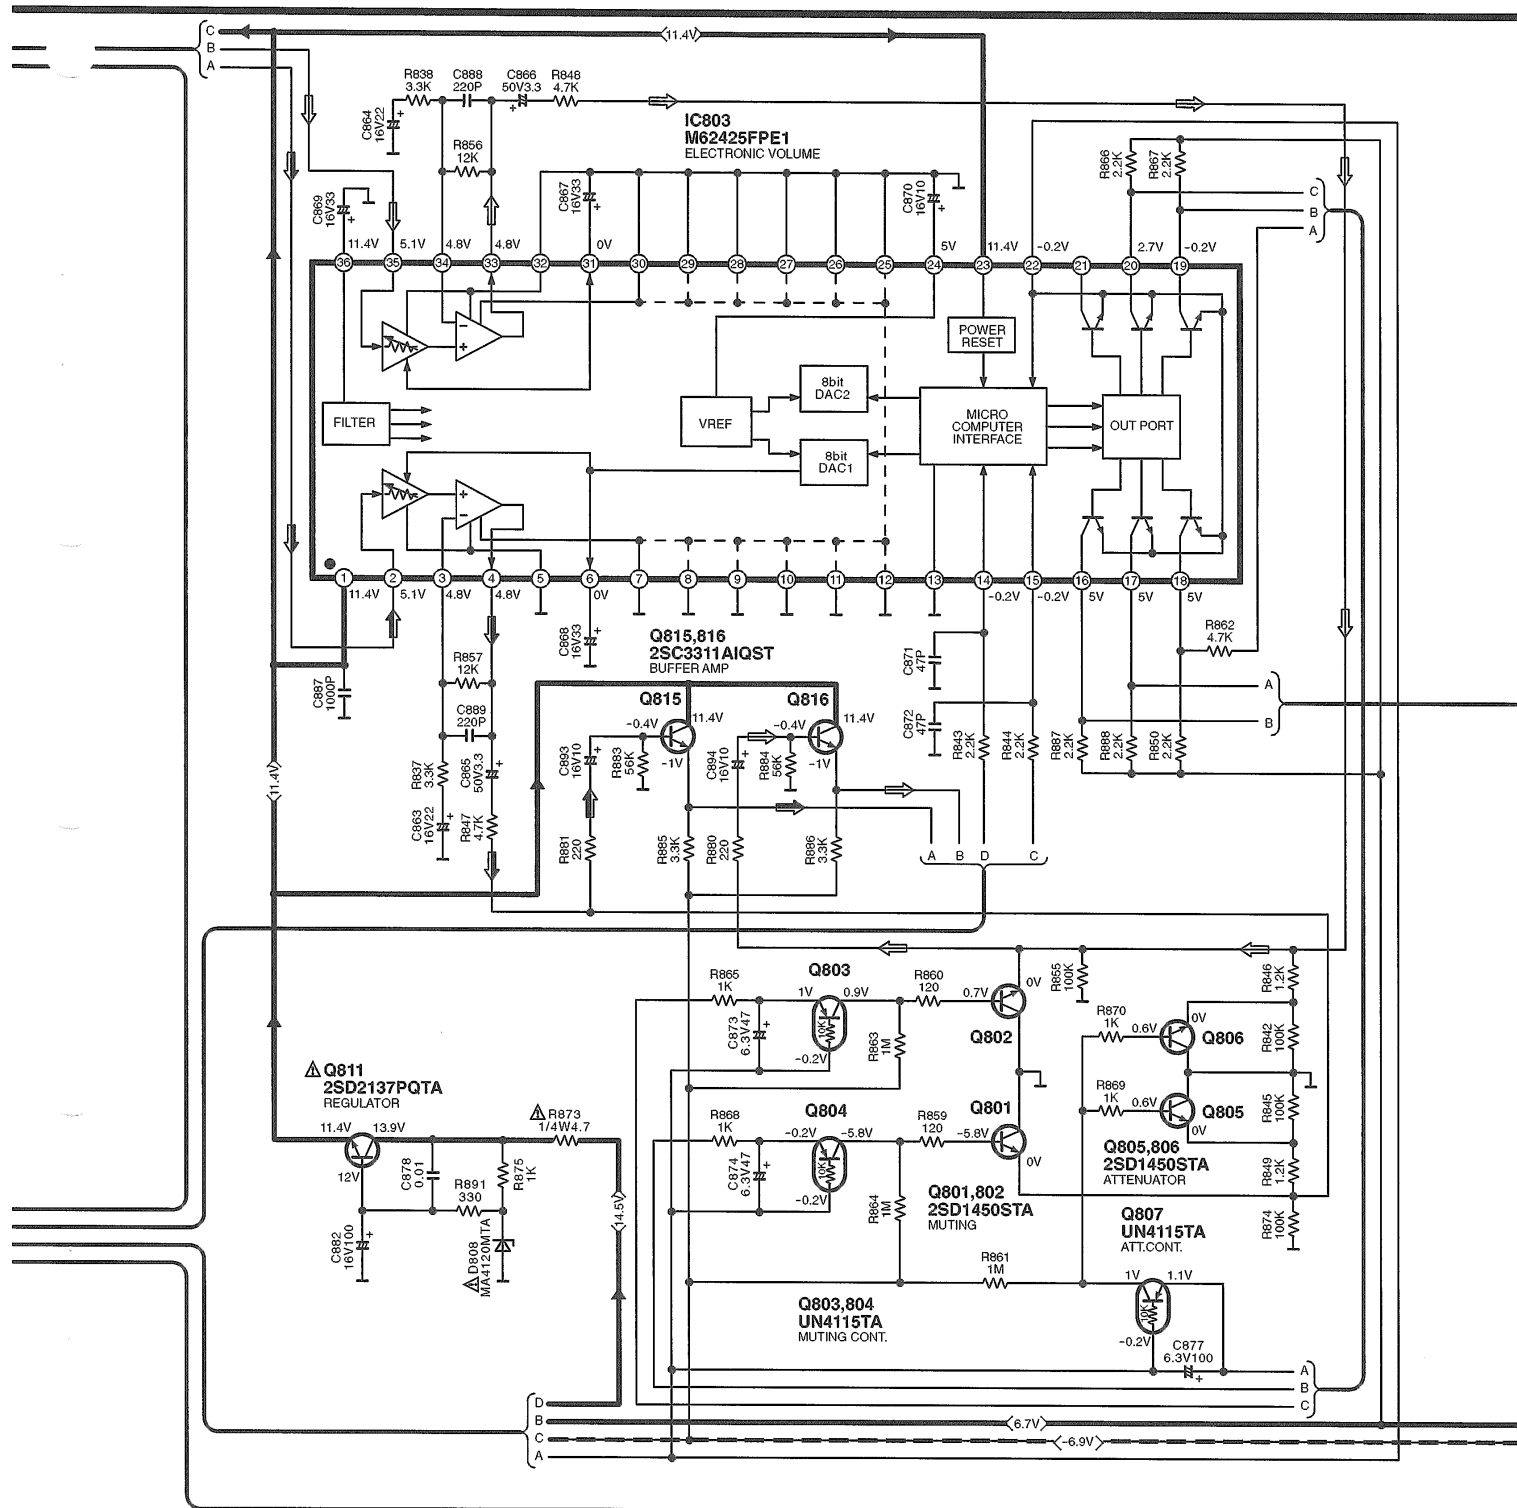 C
B
A
11.4V
R838
3.3K
C888
220P
C866
50V3.3
+
R848
4.7K
C864
16V22
+
R856
12K
IC803
M62425FPE1
ELECTRONIC VOLUME
C869
16V33
+
C867
16V33
+
C870
16V10
+
R866
2.2K
R867
2.2K
C
B
A
11.4V 5.1V 4.8V 4.8V 0V 5V 11.4V -0.2V 2.7V -0.2V
36 35 34 33 32 31 30 29 28 27 26 25 24 23 22 21 20 19
POWER
RESET
8bit
DAC2
VREF
8bit
DAC1
MICRO
COMPUTER
INTERFACE
OUT PORT
FILTER
−
+
+
−
1 2 3 4 5 6 7 8 9 10 11 12 13 14 15 16 17 18
11.4V 5.1V 4.8V 4.8V 0V -0.2V -0.2V 5V 5V 5V
C887
1000P
R857
12K
C889
220P
C868
16V33
+
Q815,816
2SC3311AIQST
BUFFER AMP
C871
47P
C872
47P
R862
4.7K
A
B
R837
3.3K
C865
50V3.3
+
C863
16V22
+
R847
4.7K
Q815
-0.4V
11.4V
-1V
C893
16V10
+
R883
56K
Q816
-0.4V
11.4V
-1V
C894
16V10
+
R884
56K
R843
2.2K
R844
2.2K
R887
2.2K
R888
2.2K
R850
2.2K
R881
220
R885
3.3K
R880
220
R886
3.3K
A B D C
11.4V
R865
1K
Q803
1V
0.9V
10K
-0.2V
C873
6.3V47
+
R863
1M
R860
120
0.7V
0V
Q802
R855
100K
R846
1.2K
R870
1K
0.6V
0V
Q806
R842
100K
R869
1K
0.6V
0V
Q805
R845
100K
Q805,806
2SD1450STA
ATTENUATOR
R849
1.2K
R874
100K
Q811
2SD2137PQTA
REGULATOR
11.4V
13.9V
12V
R873
1/4W4.7
C878
0.01
R891
330
R875
1K
C882
16V100
+
D808
MA4120MTA
14.5V
R868
1K
Q804
-0.2V
-5.8V
10K
-0.2V
C874
6.3V47
+
R864
1M
R859
120
-5.8V
Q801
0V
Q801,802
2SD1450STA
MUTING
R861
1M
Q803,804
UN4115TA
MUTING CONT.
Q807
UN4115TA
ATT.CONT.
1V
1.1V
10K
-0.2V
C877
6.3V100
+
A
B
C
D
B
C
A
6.7V
-6.9V